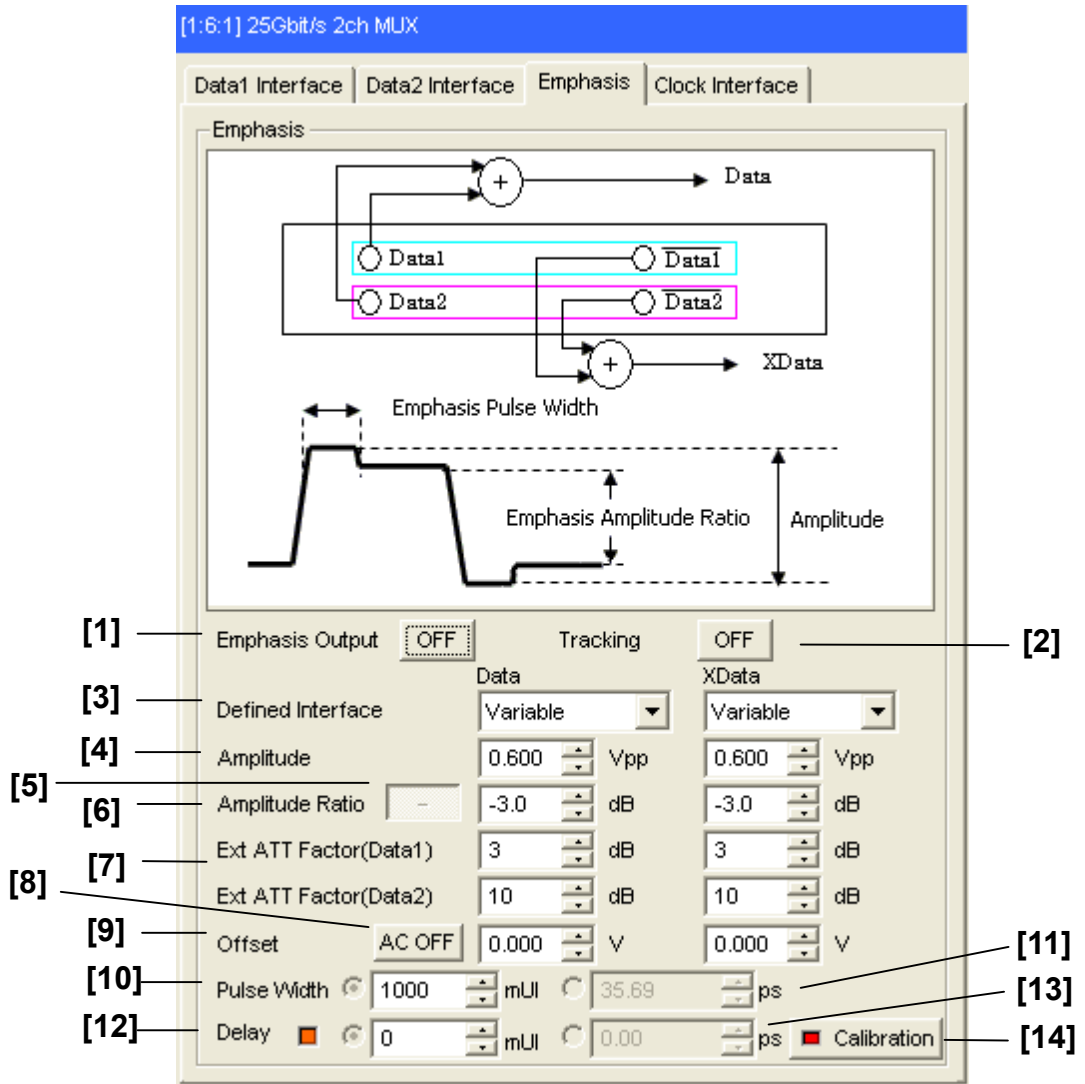 [1:6:1] 25Gbit/s 2ch MUX
Data1 Interface Data2 Interface Emphasis Clock Interface
Emphasis
Data
Data1 Data1
Data2 Data2
XData
Emphasis Pulse Width
Emphasis Amplitude Ratio Amplitude
[1] Emphasis Output OFF Tracking OFF [2]
Data XData
[3] Defined Interface Variable Variable
[4] Amplitude 0.600 Vpp 0.600 Vpp
[5]
[6] Amplitude Ratio - -3.0 dB -3.0 dB
[7] Ext ATT Factor(Data1) 3 dB 3 dB
[8] Ext ATT Factor(Data2) 10 dB 10 dB
[9] Offset AC OFF 0.000 V 0.000 V [11]
[10] Pulse Width 1000 mUI 35.69 ps [13]
[12] Delay 0 mUI 0.00 ps Calibration [14]